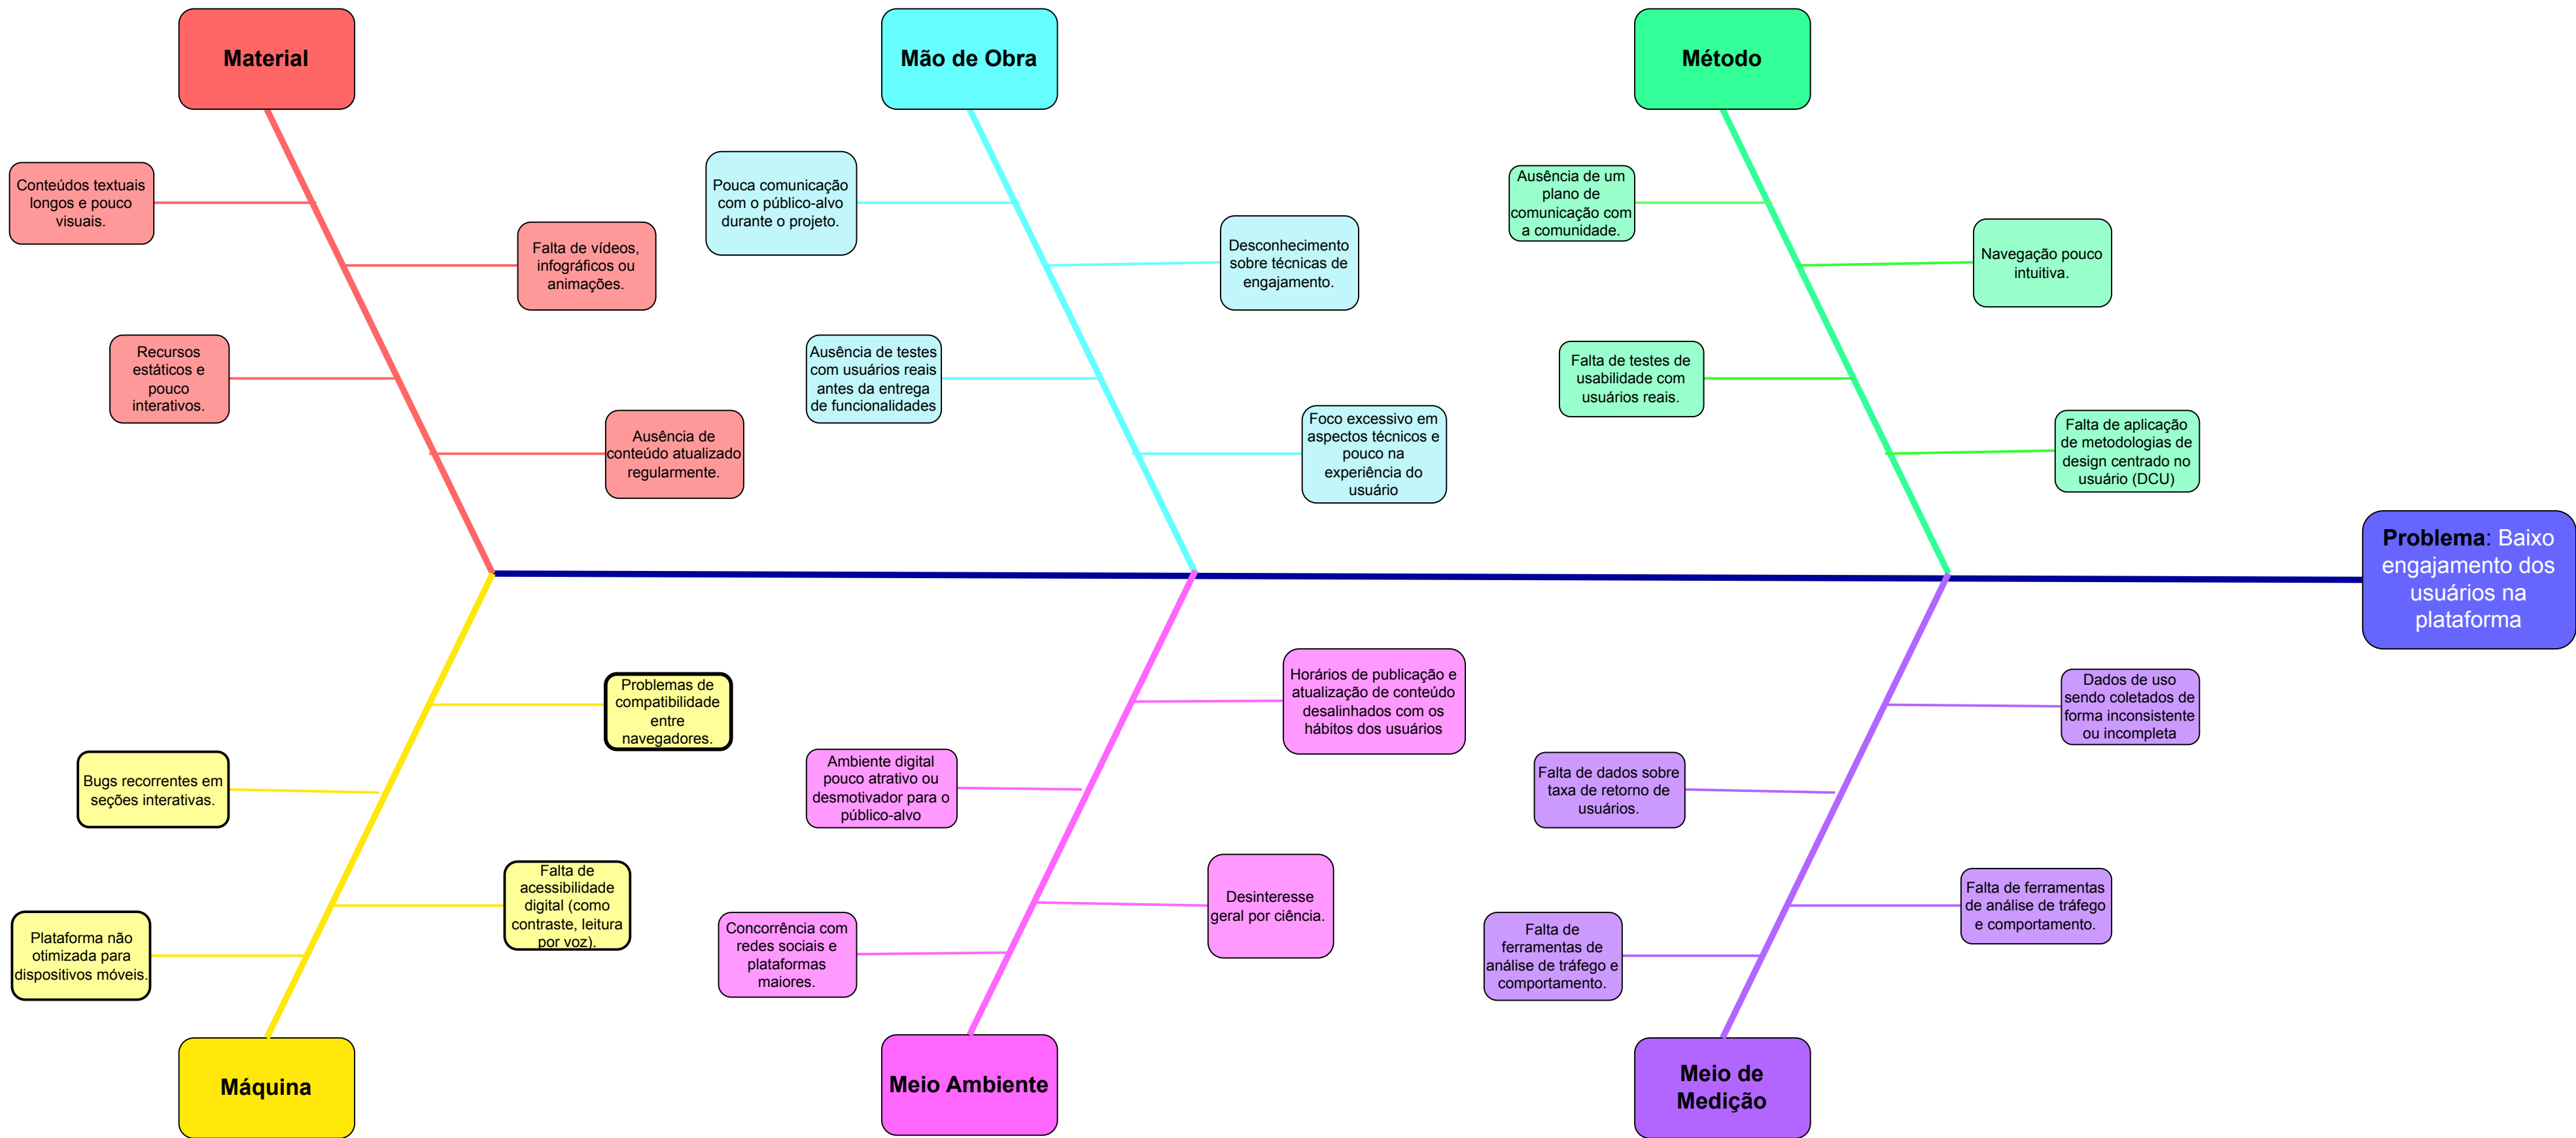 Material
Mão de Obra
Método
Conteúdos textuais
longos e pouco
visuais.
Falta de vídeos,
infográficos ou
animações.
Recursos
estáticos e
pouco
interativos.
Ausência de
conteúdo atualizado
regularmente.
Pouca comunicação
com o público-alvo
durante o projeto.
Desconhecimento
sobre técnicas de
engajamento.
Ausência de testes
com usuários reais
antes da entrega
de funcionalidades
Foco excessivo em
aspectos técnicos e
pouco na
experiência do
usuário
Ausência de um
plano de
comunicação com
a comunidade.
Navegação pouco
intuitiva.
Falta de testes de
usabilidade com
usuários reais.
Falta de aplicação
de metodologias de
design centrado no
usuário (DCU)
Problema: Baixo
engajamento dos
usuários na
plataforma
Problemas de
compatibilidade
entre
navegadores.
Bugs recorrentes em
seções interativas.
Falta de
acessibilidade
digital (como
contraste, leitura
por voz).
Plataforma não
otimizada para
dispositivos móveis.
Horários de publicação e
atualização de conteúdo
desalinhados com os
hábitos dos usuários
Ambiente digital
pouco atrativo ou
desmotivador para o
público-alvo
Desinteresse
geral por ciência.
Concorrência com
redes sociais e
plataformas
maiores.
Dados de uso
sendo coletados de
forma inconsistente
ou incompleta
Falta de dados sobre
taxa de retorno de
usuários.
Falta de ferramentas
de análise de tráfego
e comportamento.
Falta de
ferramentas de
análise de tráfego e
comportamento.
Máquina
Meio Ambiente
Meio de
Medição